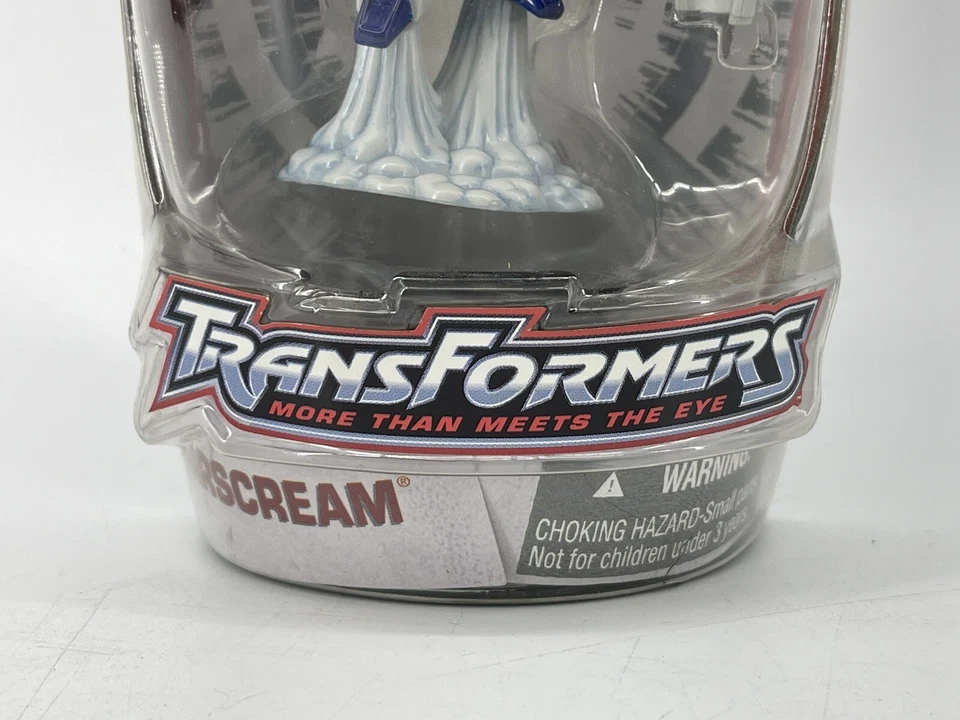 TRANSFORMERS
MORE THAN MEETS THE EYE
RSCREAM®
WARNING
CHOKING HAZARD-Small
Not for children under 3 years.